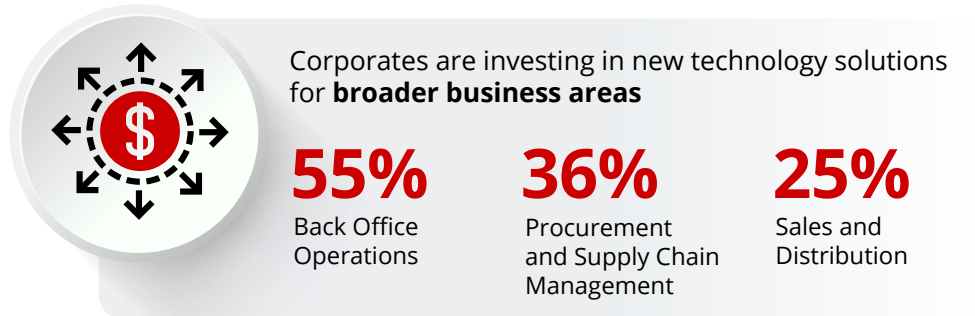 Corporates are investing in new technology solutions
for broader business areas
$
55%
Back Office
Operations
36%
Procurement
and Supply Chain
Management
25%
Sales and
Distribution